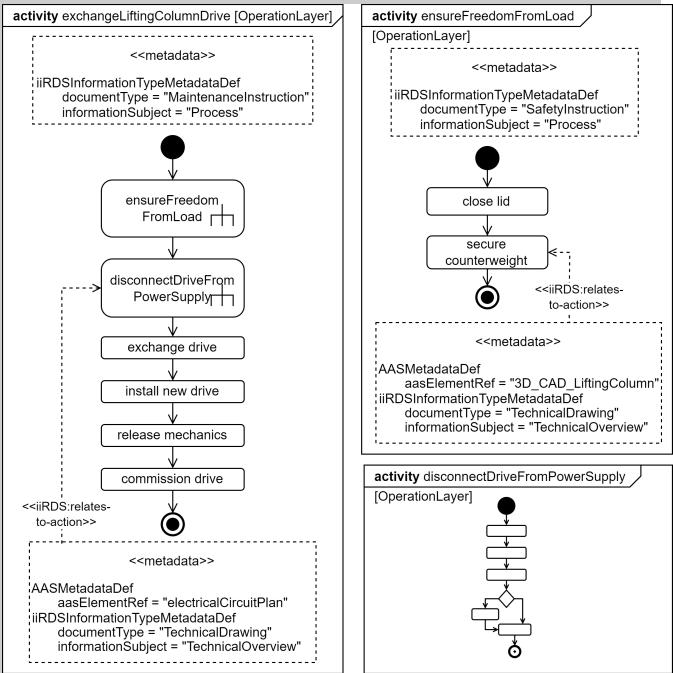 activity exchangeLiftingColumnDrive [OperationLayer]
<<metadata>>
iiRDSInformationTypeMetadataDef
documentType = "MaintenanceInstruction"
informationSubject = "Process"
ensureFreedom
FromLoad
disconnectDriveFrom
PowerSupply
exchange drive
install new drive
release mechanics
commission drive
<<iiRDS:relates-
to-action>>
<<metadata>>
AASMetadataDef
aasElementRef = "electricalCircuitPlan"
iiRDSInformationTypeMetadataDef
documentType = "TechnicalDrawing"
informationSubject = "TechnicalOverview"
activity ensureFreedomFromLoad
[OperationLayer]
<<metadata>>
iiRDSInformationTypeMetadataDef
documentType = "SafetyInstruction"
informationSubject = "Process"
close lid
secure
counterweight
<<iiRDS:relates-
to-action>>
<<metadata>>
AASMetadataDef
aasElementRef = "3D_CAD_LiftingColumn"
iiRDSInformationTypeMetadataDef
documentType = "TechnicalDrawing"
informationSubject = "TechnicalOverview"
activity disconnectDriveFromPowerSupply
[OperationLayer]